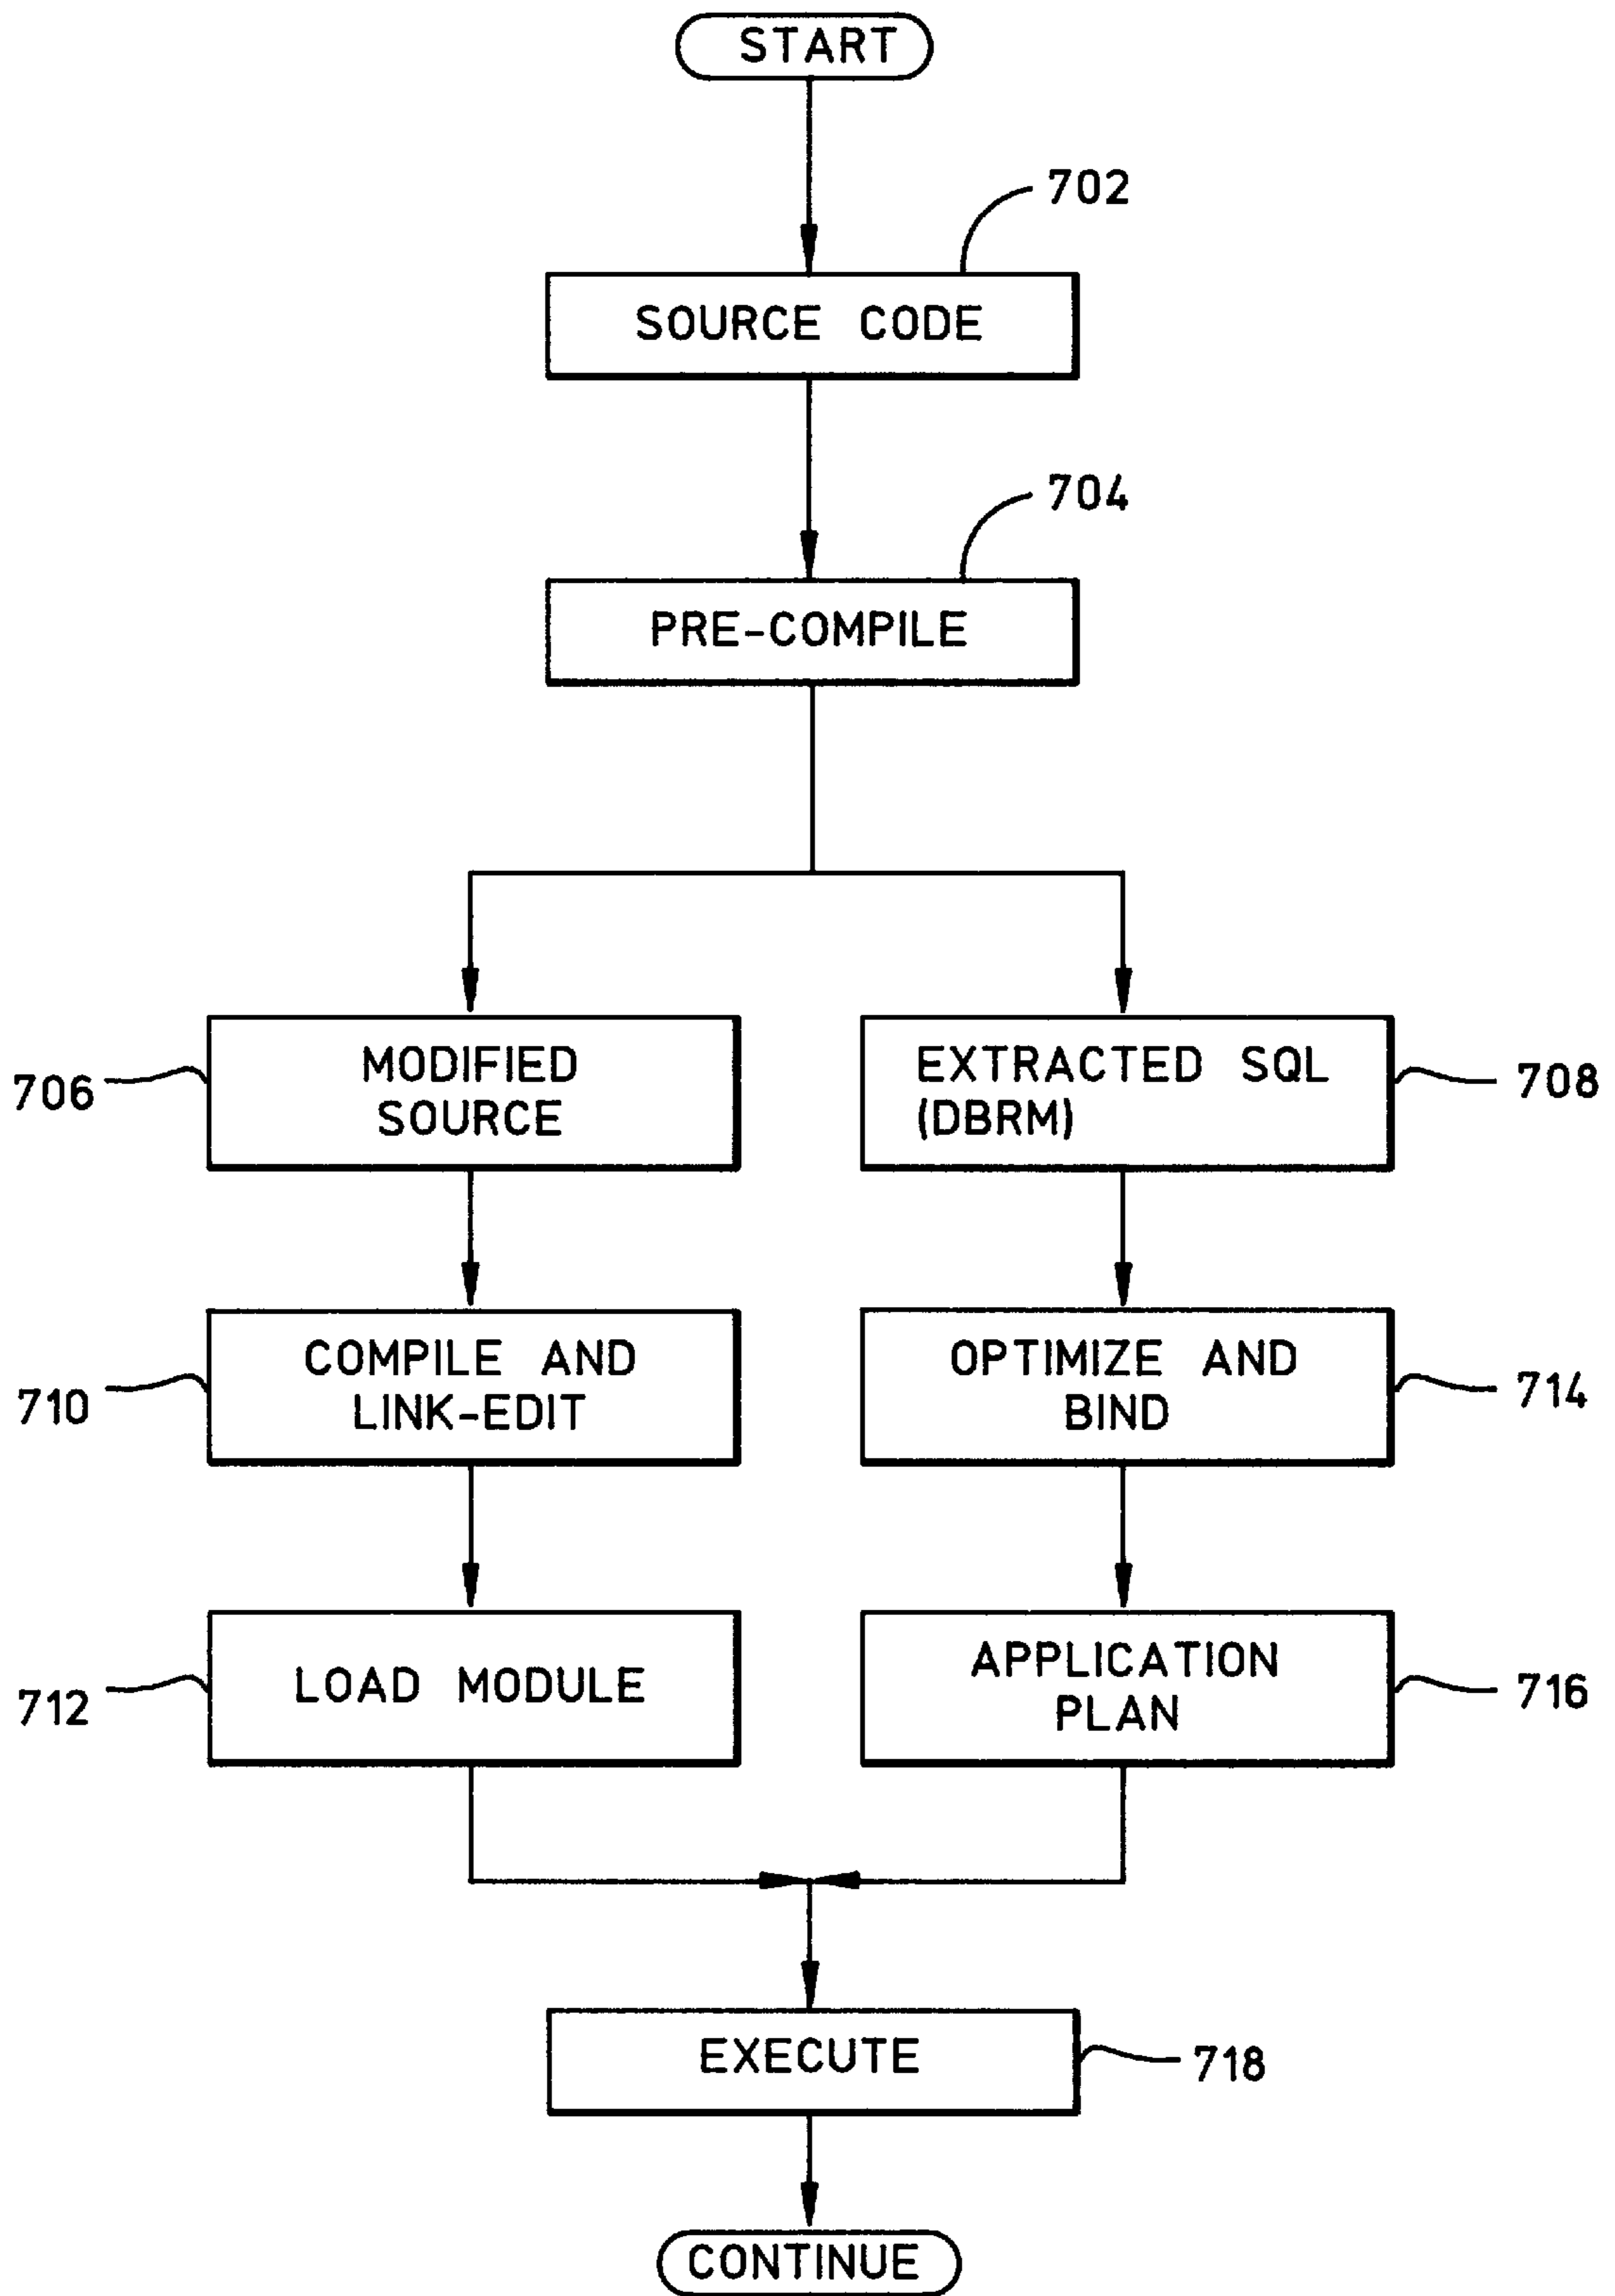 START
702
SOURCE CODE
704
PRE-COMPILE
706
MODIFIED
SOURCE
EXTRACTED SQL
(DBRM)
708
710
COMPILE AND
LINK-EDIT
OPTIMIZE AND
BIND
714
712
LOAD MODULE
APPLICATION
PLAN
716
EXECUTE
718
CONTINUE